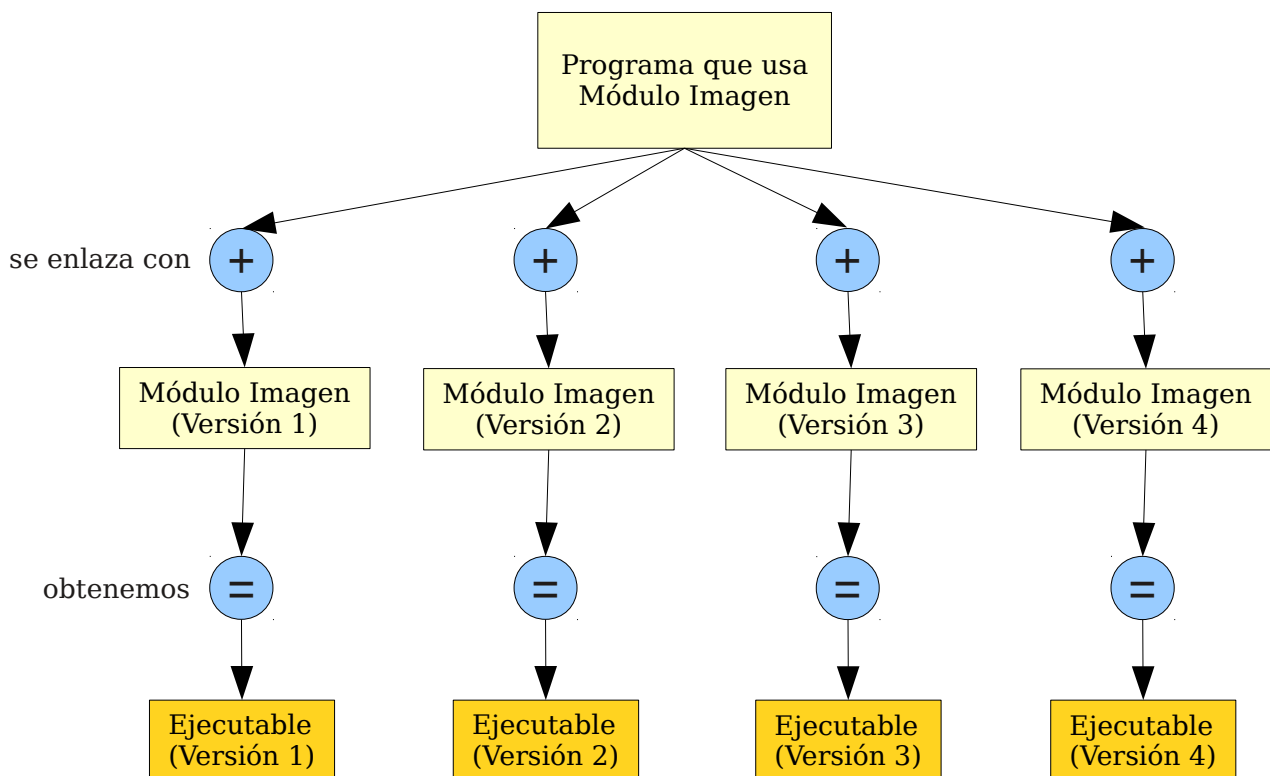 Programa que usa
Módulo Imagen
se enlaza con
+
+
+
+
Módulo Imagen
(Versión 1)
Módulo Imagen
(Versión 2)
Módulo Imagen
(Versión 3)
Módulo Imagen
(Versión 4)
obtenemos
=
=
=
=
Ejecutable
(Versión 1)
Ejecutable
(Versión 2)
Ejecutable
(Versión 3)
Ejecutable
(Versión 4)